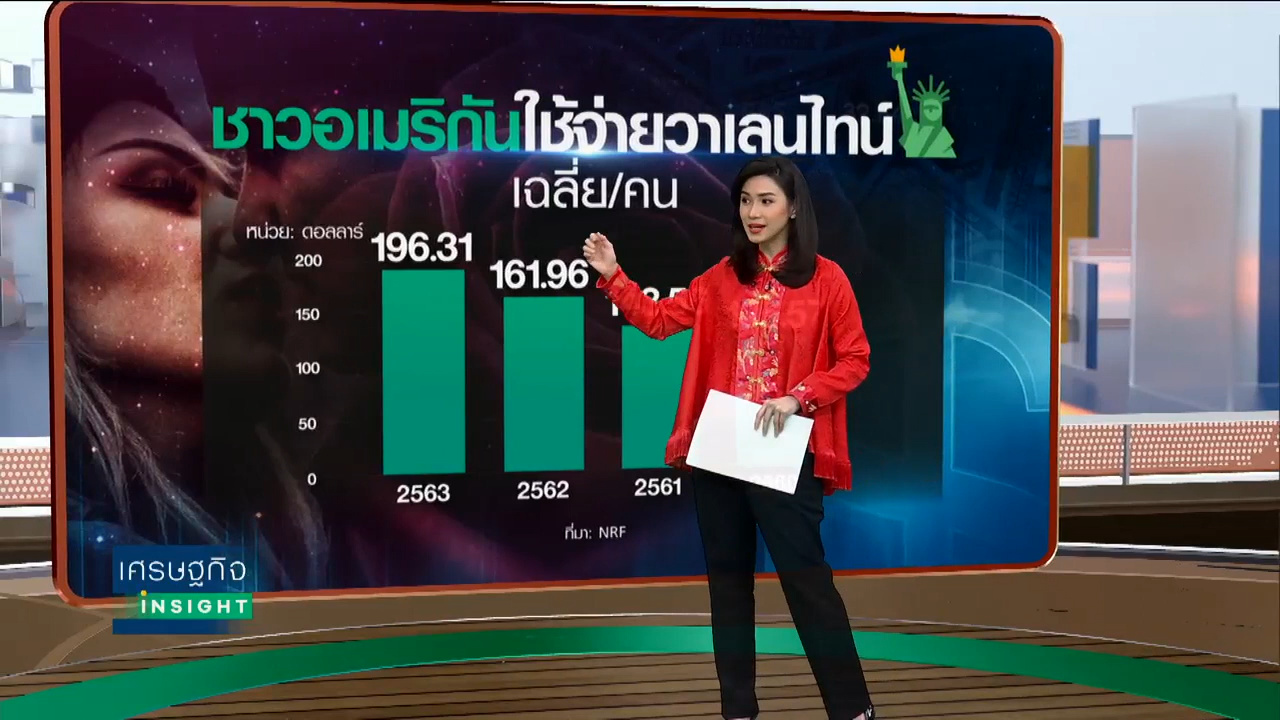 ชาวอเมริกันใช้จ่ายวาเลนไทน์
เฉลี่ย/คน
หน่วย: ดอลลาร์
196.31
161.96
200
150
100
50
0
2563
2562
2561
ที่มา: NRF
เศรษฐกิจ
INSIGHT